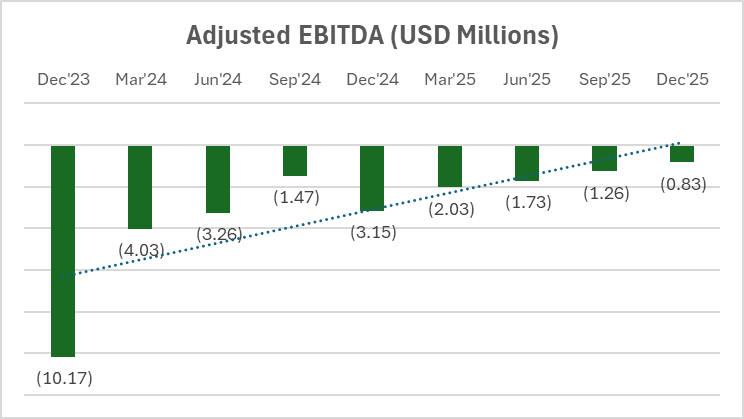 Adjusted EBITDA (USD Millions)
Dec'23 Mar'24 Jun'24 Sep'24 Dec'24 Mar'25 Jun'25 Sep'25 Dec'25
(10.17) (4.03) (3.26) (1.47) (3.15) (2.03) (1.73) (1.26) (0.83)